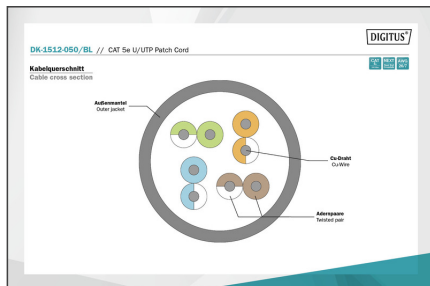 DIGITUS®
DK-1512-050/BL // CAT 5e U/UTP Patch Cord
Kabelquerschnitt
Cable cross section
Außenmantel
Outer jacket
Cu-Draht
Cu-Wire
Adernpaare
Twisted pair